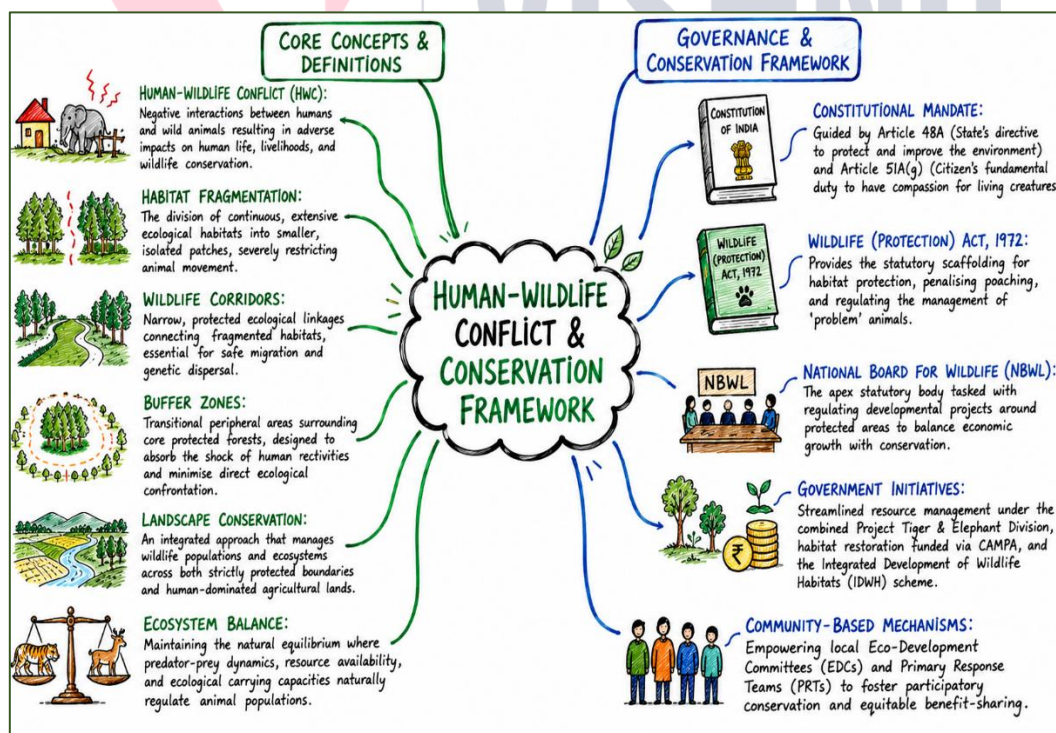 CORE CONCEPTS &
DEFINITIONS
HUMAN-WILDLIFE CONFLICT (HWC):
Negative interactions between humans
and wild animals resulting in adverse
impacts on human life, livelihoods, and
wildlife conservation.
HABITAT FRAGMENTATION:
The division of continuous, extensive
ecological habitats into smaller,
isolated patches, severely restricting
animal movement.
WILDLIFE CORRIDORS:
Narrow, protected ecological linkages
connecting fragmented habitats,
essential for safe migration and
genetic dispersal.
BUFFER ZONES:
Transitional peripheral areas surrounding
core protected forests, designed to
absorb the shock of human rectivities
and minimise direct ecological
confrontation.
LANDSCAPE CONSERVATION:
An integrated approach that manages
wildlife populations and ecosystems
across both strictly protected boundaries
and human-dominated agricultural lands.
ECOSYSTEM BALANCE:
Maintaining the natural equilibrium where
predator-prey dynamics, resource availability,
and ecological carrying capacities naturally
regulate animal populations.
HUMAN-WILDLIFE
CONFLICT &
CONSERVATION
FRAMEWORK
GOVERNANCE &
CONSERVATION FRAMEWORK
CONSTITUTION
OF INDIA
CONSTITUTIONAL MANDATE:
Guided by Article 48A (State's directive
to protect and improve the environment)
and Article 51A(g) (Citizen's fundamental
duty to have compassion for living creatures
WILDLIFE
(PROTECTION)
ACT, 1972
WILDLIFE (PROTECTION) ACT, 1972:
Provides the statutory scaffolding for
habitat protection, penalising poaching,
and regulating the management of
'problem' animals.
NBWL
NATIONAL BOARD FOR WILDLIFE (NBWL):
The apex statutory body tasked with
regulating developmental projects around
protected areas to balance economic
growth with conservation.
₹
GOVERNMENT INITIATIVES:
Streamlined resource management under the
combined Project Tiger & Elephant Division,
habitat restoration funded via CAMPA, and
the Integrated Development of Wildlife
Habitats (IDWH) scheme.
COMMUNITY-BASED MECHANISMS:
Empowering local Eco-Development
Committees (EDCs) and Primary Response
Teams (PRTs) to foster participatory
conservation and equitable benefit-sharing.